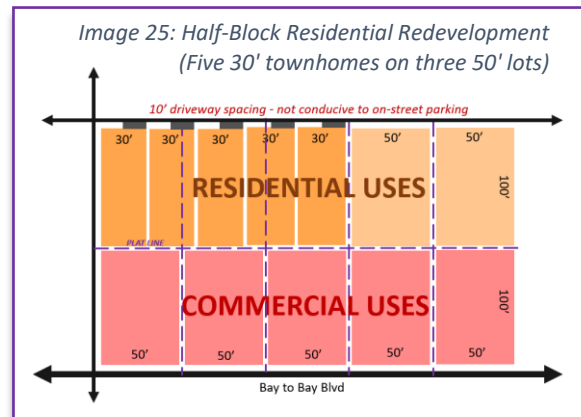 Image 25: Half-Block Residential Redevelopment
(Five 30' townhomes on three 50' lots)
10' driveway spacing - not conducive to on-street parking
30' 30' 30' 30' 30' 50' 50'
RESIDENTIAL USES
100'
PLAT LINE
COMMERCIAL USES
100'
50' 50' 50' 50' 50'
Bay to Bay Blvd